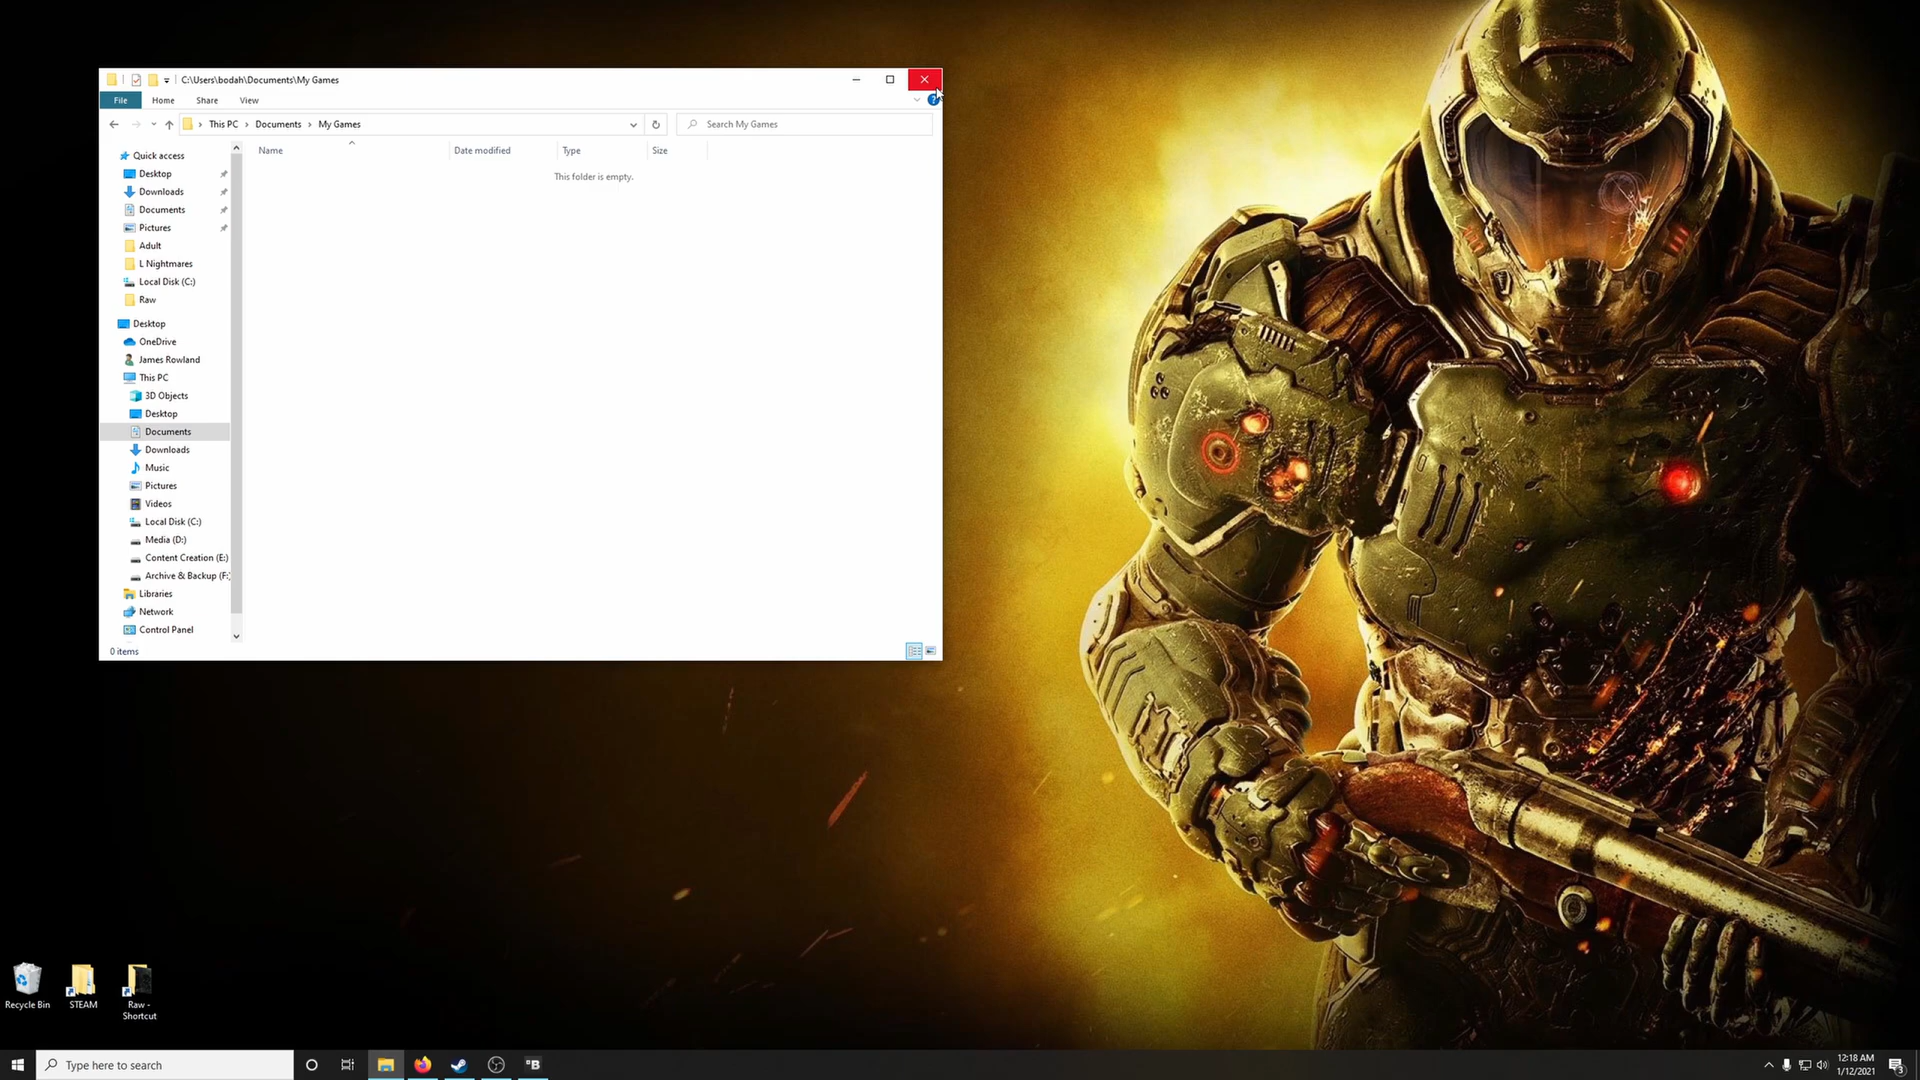 C:\Users\bodah\Documents\My Games
File Home Share View
This PC > Documents > My Games
Search My Games
Name Date modified Type Size
This folder is empty.
Quick access
Desktop
Downloads
Documents
Pictures
Adult
L Nightmares
Local Disk (C:)
Raw
Desktop
OneDrive
James Rowland
This PC
3D Objects
Desktop
Documents
Downloads
Music
Pictures
Videos
Local Disk (C:)
Media (D:)
Content Creation (E:)
Archive & Backup (F:
Libraries
Network
Control Panel
0 items
Recycle Bin
STEAM
Raw -
Shortcut
Type here to search
B
12:18 AM
1/12/2021
3